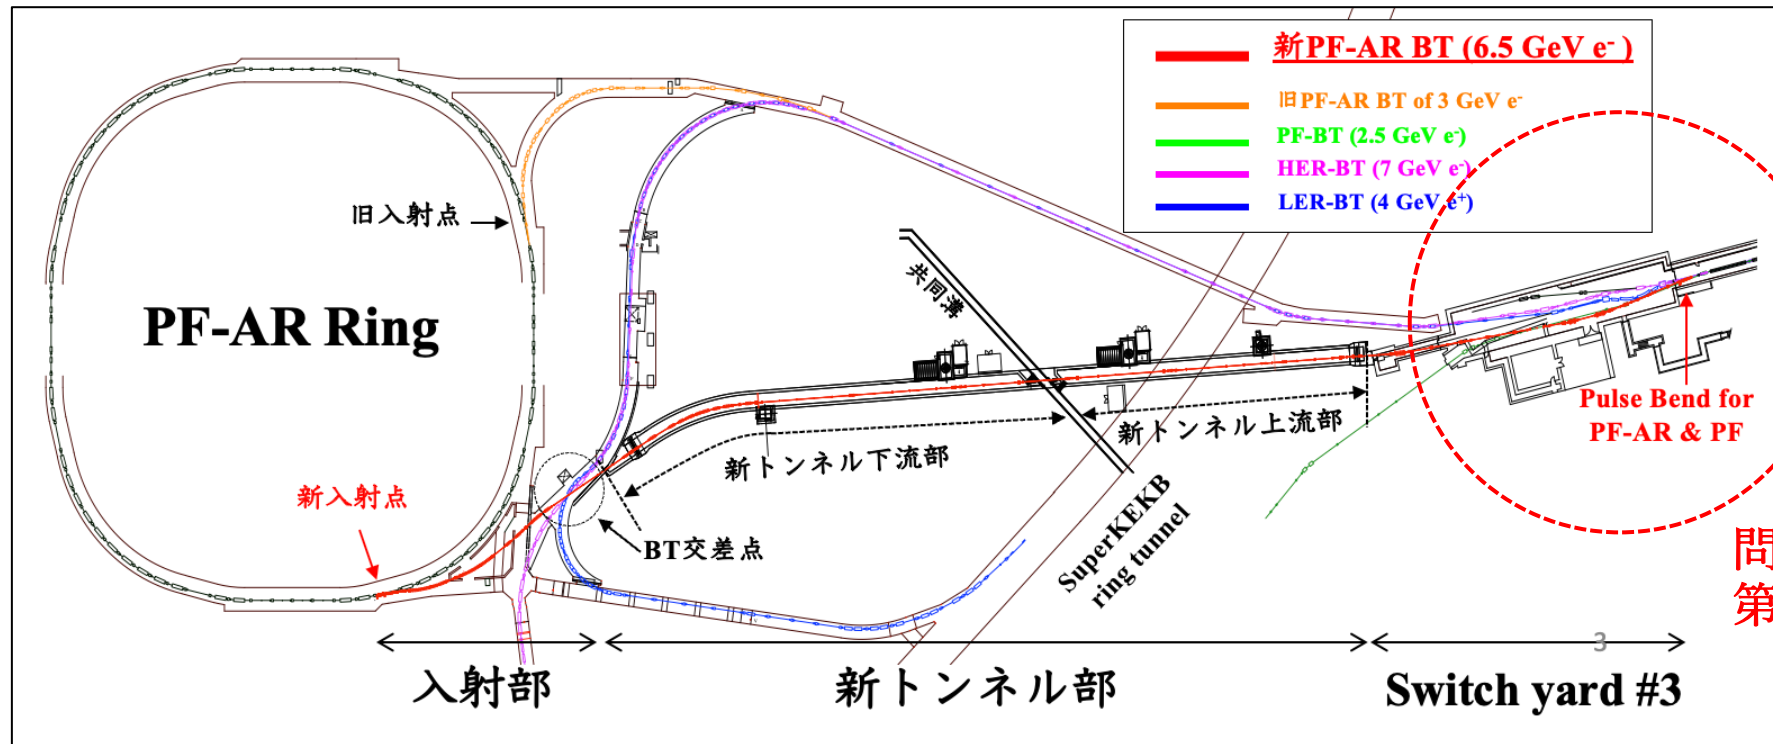 新PF-AR BT (6.5 GeV e⁻ )
旧PF-AR BT of 3 GeV e⁻
PF-BT (2.5 GeV e⁻)
HER-BT (7 GeV e⁻)
LER-BT (4 GeV e⁺)
旧入射点
共同溝
PF-AR Ring
Pulse Bend for
PF-AR & PF
新トンネル上流部
新トンネル下流部
新入射点
SuperKEKB
ring tunnel
BT交差点
問
第
3
入射部
新トンネル部
Switch yard #3